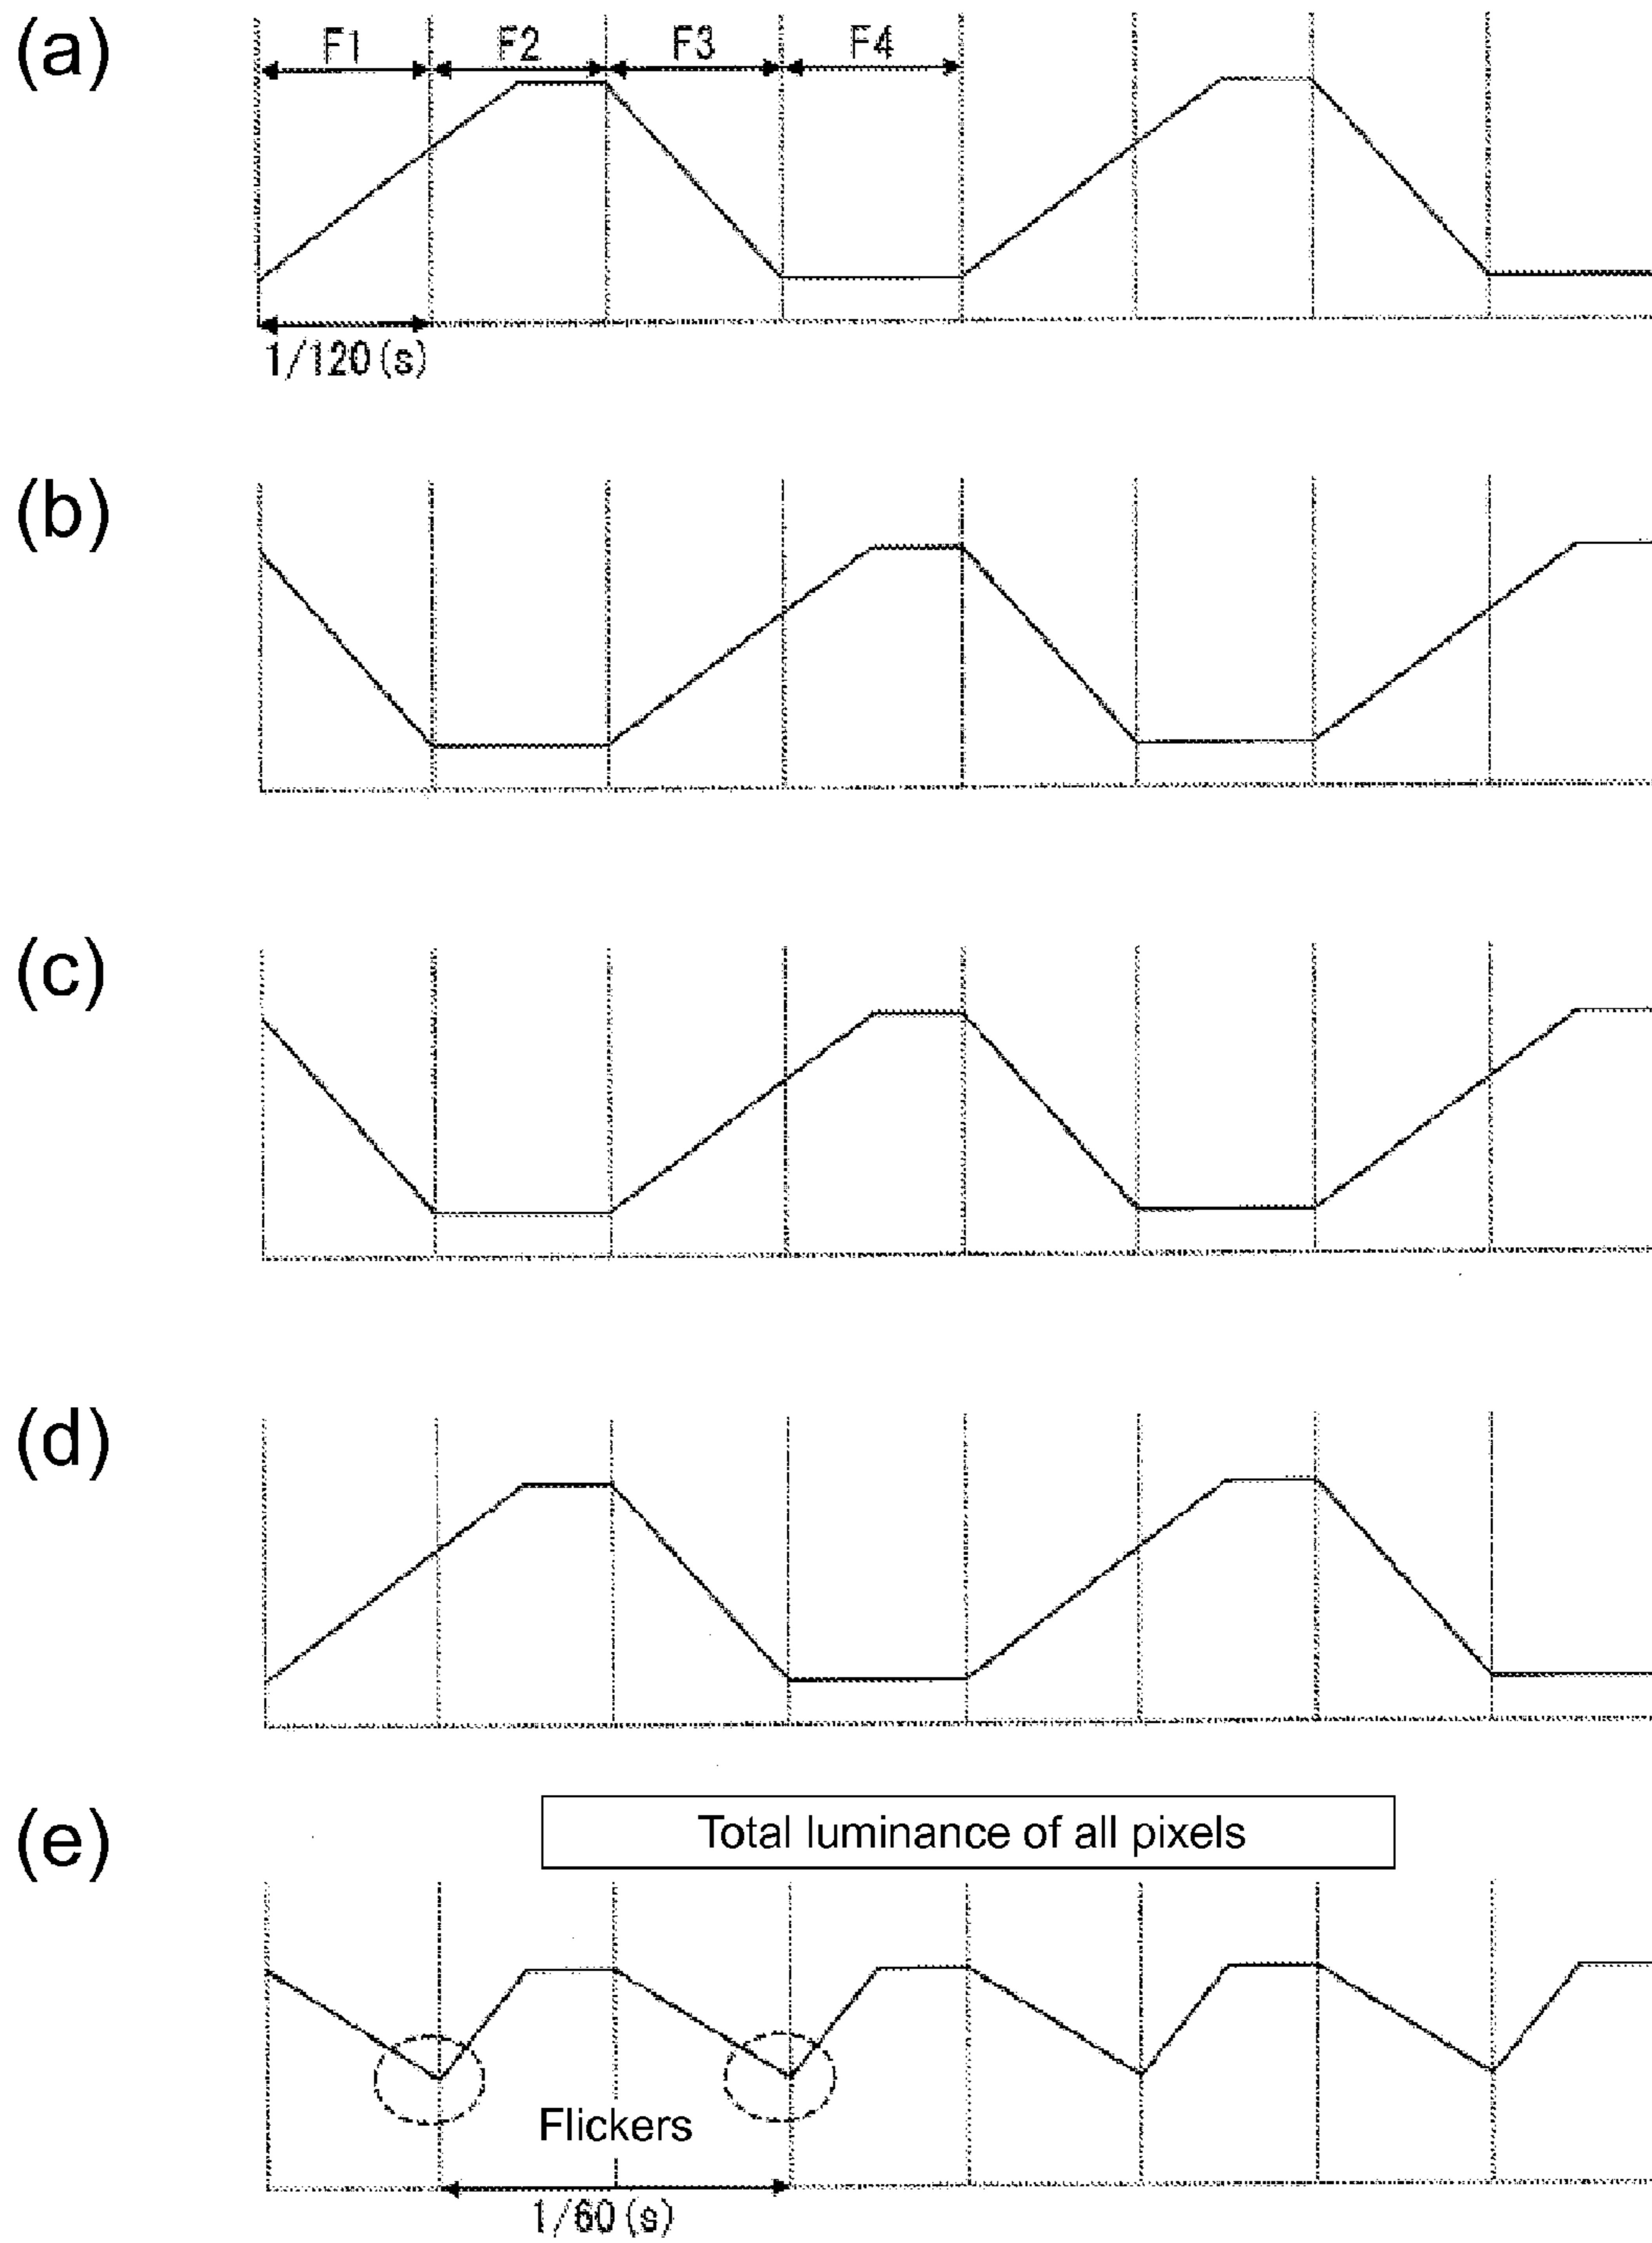 (a)
F1 F2 F3 F4
1/120(s)
(b)
(c)
(d)
(e)
Total luminance of all pixels
Flickers
1/60(s)